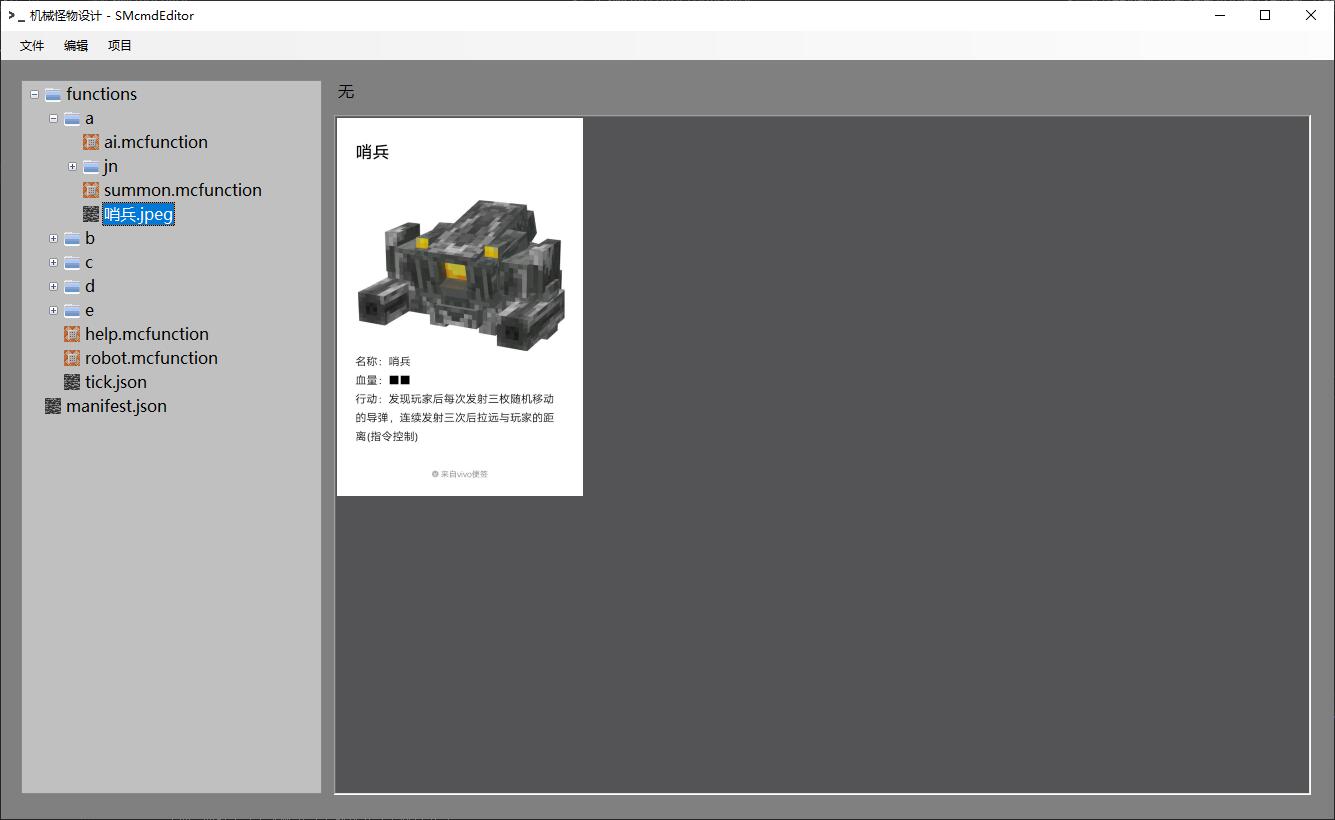 机械怪物设计 - SMcmdEditor
文件 编辑 项目
functions
a
ai.mcfunction
jn
summon.mcfunction
哨兵.jpeg
b
c
d
e
help.mcfunction
robot.mcfunction
tick.json
manifest.json
无
哨兵
名称：哨兵
血量：■■
行动：发现玩家后每次发射三枚随机移动
的导弹，连续发射三次后拉远与玩家的距
离(指令控制)
来自vivo便签